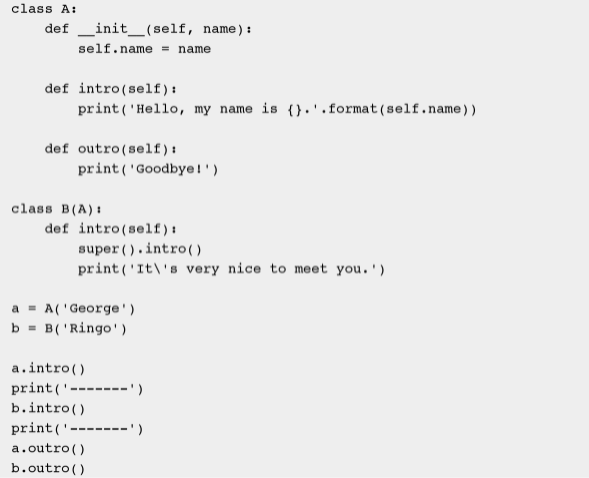 class A:
    def __init__(self, name):
        self.name = name

    def intro(self):
        print('Hello, my name is {}.'.format(self.name))

    def outro(self):
        print('Goodbye!')

class B(A):
    def intro(self):
        super().intro()
        print('It\'s very nice to meet you.')

a = A('George')
b = B('Ringo')

a.intro()
print('-------')
b.intro()
print('-------')
a.outro()
b.outro()